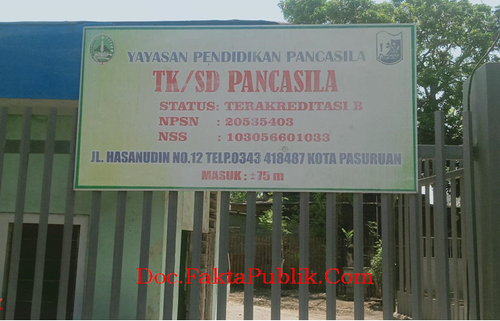 YAYASAN PENDIDIKAN PANCASILA
TK/SD PANCASILA
STATUS: TERAKREDITASI B
NPSN : 20535403
NSS : 103056601033
JL. HASANUDIN NO.12 TELP.0343 418487 KOTA PASURUAN
MASUK : ±75 m
Doc.FaktaPublik.Com